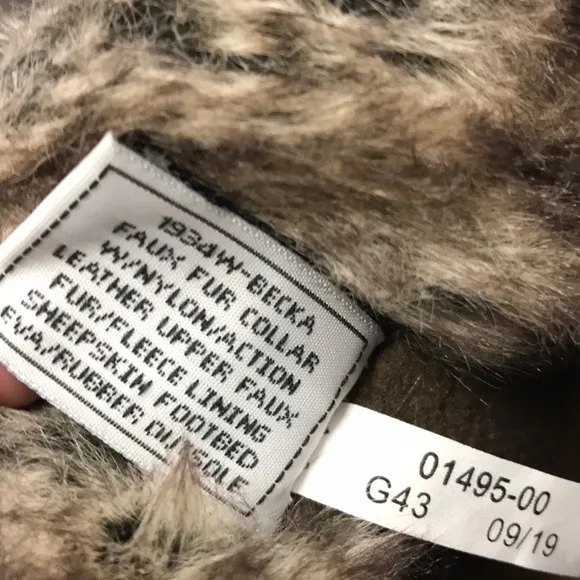 1934W-BECKA
FAUX FUR COLLAR
W/NYLON/ACTION
LEATHER UPPER FAUX
FUR/FLEECE LINING
SHEEPSKIN FOOTBED
EVA/RUBBER OUTSOLE
01495-00
G43 09/19